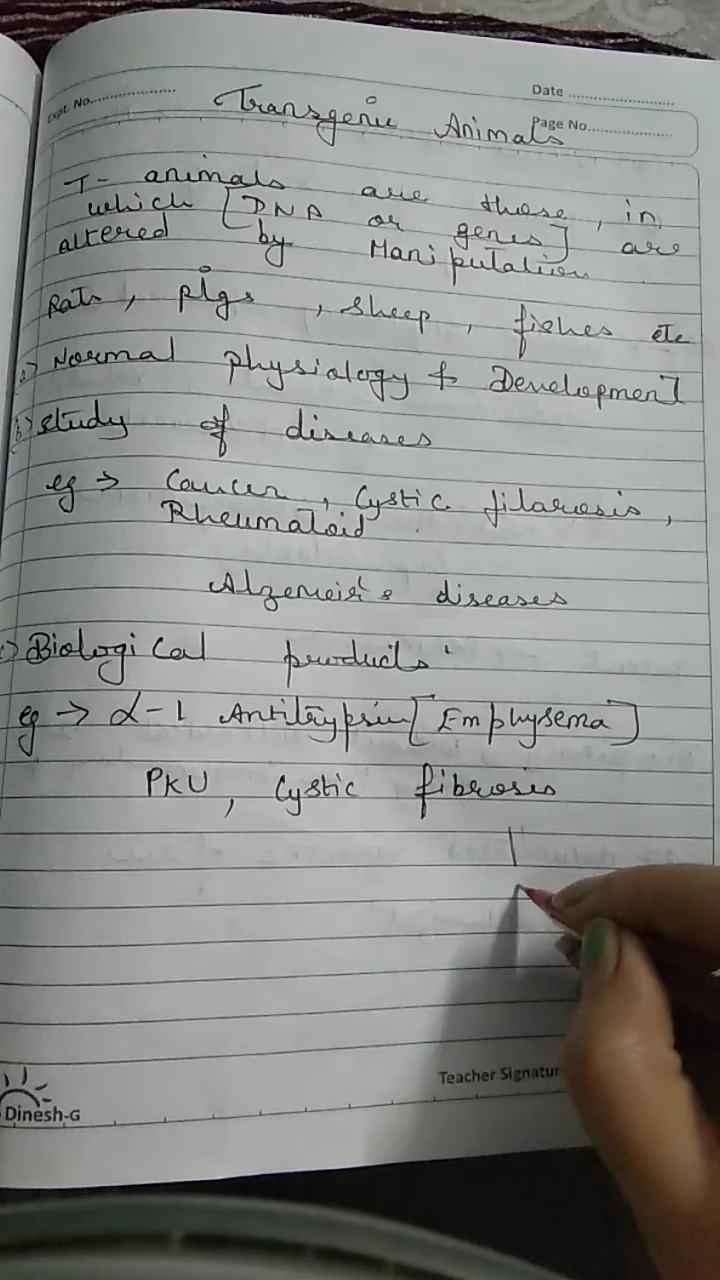 Expt. No.
Date
Page No.
Transgenic Animals
T- animals are those, in
which [DNA or genes] are
altered by Manipulation
Rats, pigs, sheep, fishes etc
a) Normal physiology & Development
b) Study of diseases
eg → Cancer, Cystic filarosis,
Rheumatoid
Alzemeir's diseases
c) Biological products
eg → α-1 Antitrypsin [Emphysema]
PKU, Cystic fibrosis
Teacher Signatur
Dinesh-G